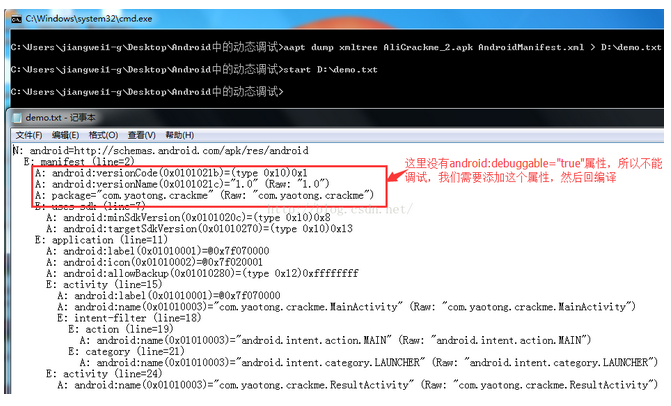 C:\Windows\system32\cmd.exe
C:\Users\jiangwei1-g\Desktop\Android中的动态调试>aapt dump xmltree AliCrackme_2.apk AndroidManifest.xml > D:\demo.txt
C:\Users\jiangwei1-g\Desktop\Android中的动态调试>start D:\demo.txt
C:\Users\jiangwei1-g\Desktop\Android中的动态调试>
demo.txt - 记事本
文件(F) 编辑(E) 格式(O) 查看(V) 帮助(H)
N: android=http://schemas.android.com/apk/res/android
E: manifest (line=2)
A: android:versionCode(0x0101021b)=(type 0x10)0x1
A: android:versionName(0x0101021c)="1.0" (Raw: "1.0")
A: package="com.yaotong.crackme" (Raw: "com.yaotong.crackme")
这里没有android:debuggable="true"属性，所以不能
调试，我们需要添加这个属性，然后回编译
E: uses-sdk (line=7)
A: android:minSdkVersion(0x0101020c)=(type 0x10)0x8
A: android:targetSdkVersion(0x01010270)=(type 0x10)0x13
E: application (line=11)
A: android:label(0x01010001)=@0x7f070000
A: android:icon(0x01010002)=@0x7f020001
A: android:allowBackup(0x01010280)=(type 0x12)0xffffffff
E: activity (line=15)
A: android:label(0x01010001)=@0x7f070000
A: android:name(0x01010003)="com.yaotong.crackme.MainActivity" (Raw: "com.yaotong.crackme.MainActivity")
E: intent-filter (line=18)
E: action (line=19)
A: android:name(0x01010003)="android.intent.action.MAIN" (Raw: "android.intent.action.MAIN")
E: category (line=21)
A: android:name(0x01010003)="android.intent.category.LAUNCHER" (Raw: "android.intent.category.LAUNCHER")
E: activity (line=24)
A: android:name(0x01010003)="com.yaotong.crackme.ResultActivity" (Raw: "com.yaotong.crackme.ResultActivity")